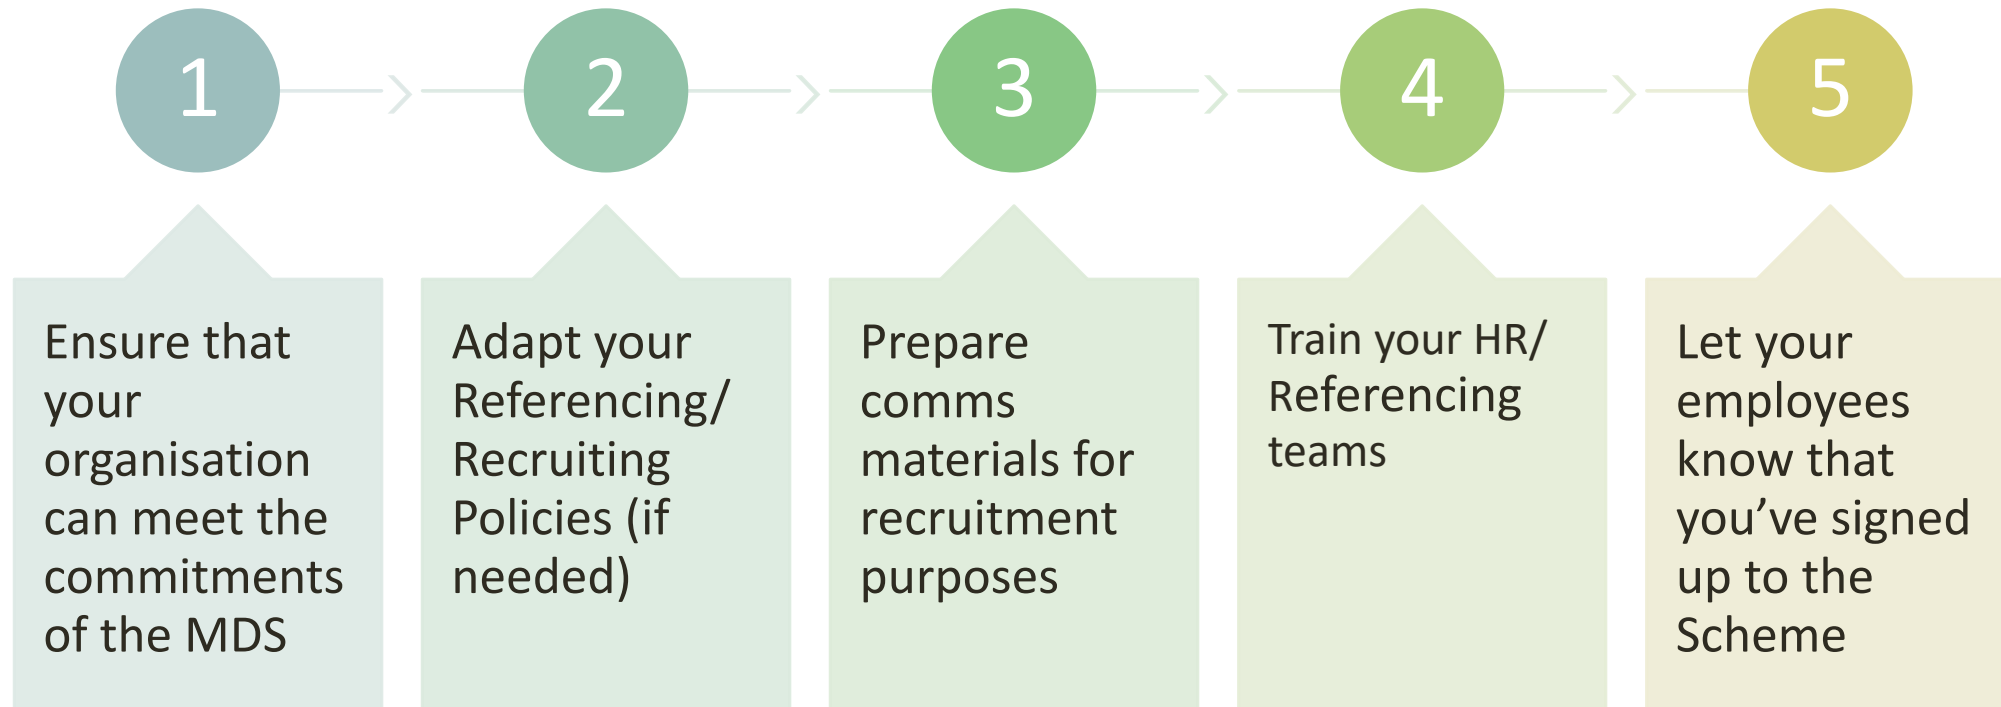 1
2
3
4
5
Ensure that
your
organisation
can meet the
commitments
of the MDS
Adapt your
Referencing/
Recruiting
Policies (if
needed)
Prepare
comms
materials for
recruitment
purposes
Train your HR/
Referencing
teams
Let your
employees
know that
you’ve signed
up to the
Scheme